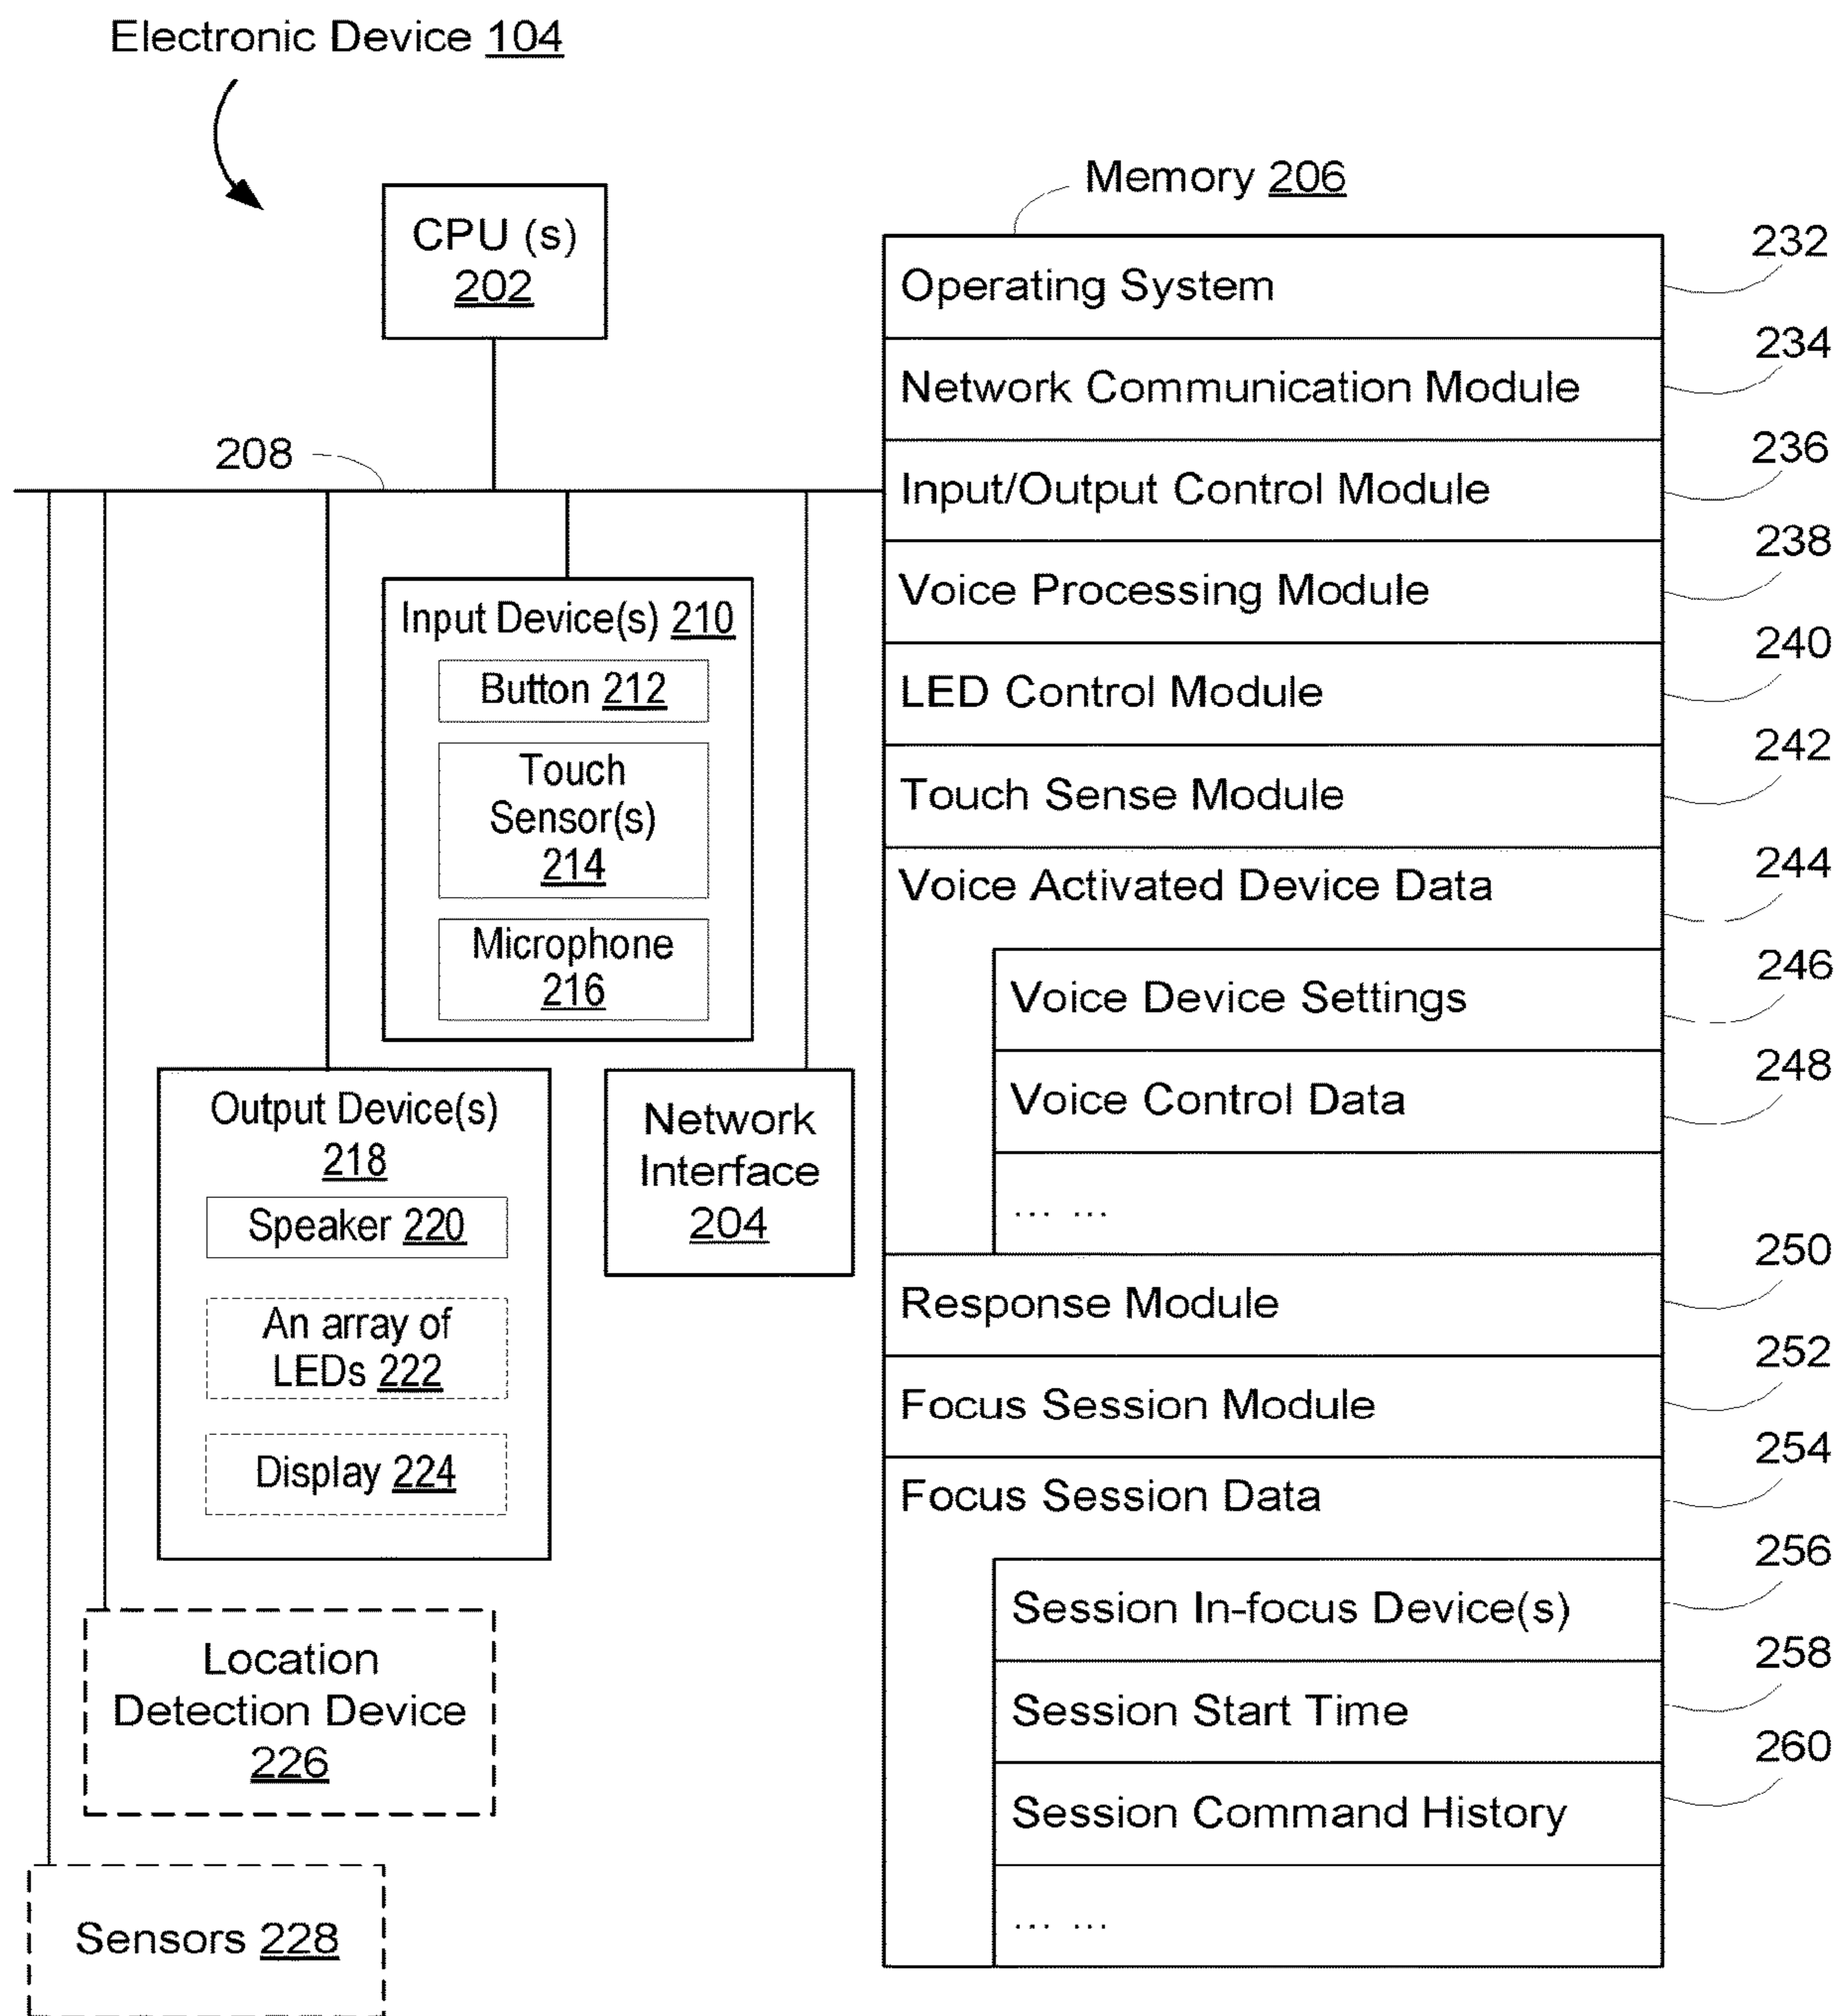 Electronic Device 104
CPU (s)
202
208
Input Device(s) 210
Button 212
Touch
Sensor(s)
214
Microphone
216
Output Device(s)
218
Speaker 220
An array of
LEDs 222
Display 224
Network
Interface
204
Location
Detection Device
226
Sensors 228
Memory 206
Operating System
232
Network Communication Module
234
Input/Output Control Module
236
Voice Processing Module
238
LED Control Module
240
Touch Sense Module
242
Voice Activated Device Data
244
Voice Device Settings
246
Voice Control Data
248
... ...
Response Module
250
Focus Session Module
252
Focus Session Data
254
Session In-focus Device(s)
256
Session Start Time
258
Session Command History
260
... ...